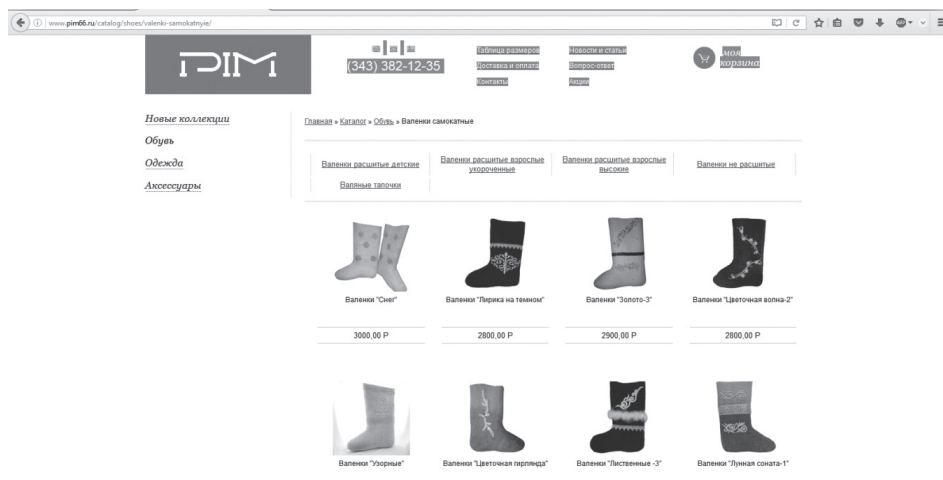 www.pim66.ru/catalog/shoes/valenki-samokatnyie/
PIM
(343) 382-12-35
Таблица размеров
Доставка и оплата
Контакты
Новости и статьи
Вопрос-ответ
Акции
моя
корзина
Новые коллекции
Обувь
Одежда
Аксессуары
Главная » Каталог » Обувь » Валенки самокатные
Валенки расшитые детские
Валенки расшитые взрослые
укороченные
Валенки расшитые взрослые
высокие
Валенки не расшитые
Валяные тапочки
Валенки "Снег"
Валенки "Лирика на темном"
Валенки "Золото-3"
Валенки "Цветочная волна-2"
3000,00 Р
2800,00 Р
2900,00 Р
2800,00 Р
Валенки "Узорные"
Валенки "Цветочная гирлянда"
Валенки "Лиственные -3"
Валенки "Лунная соната-1"